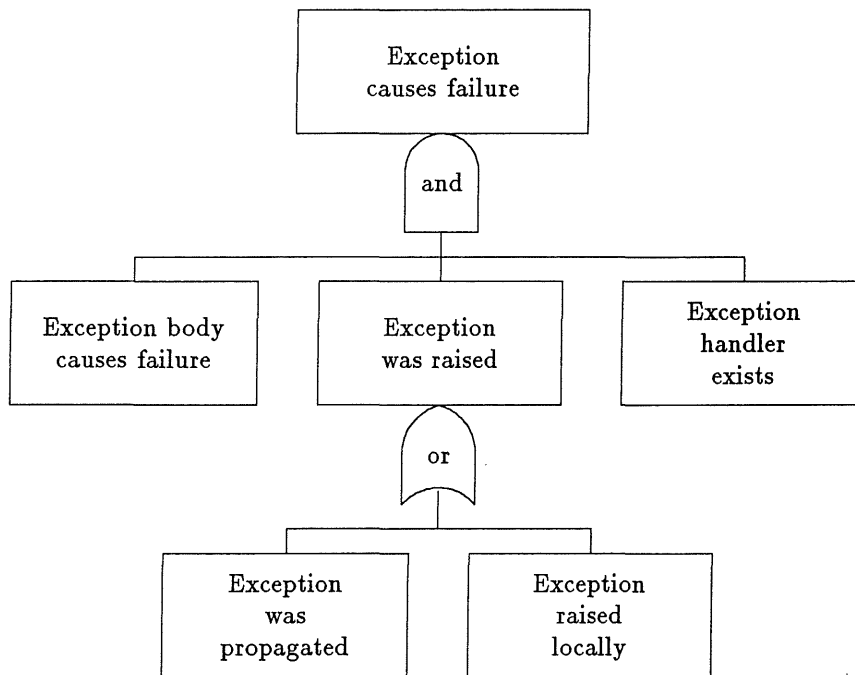 Exception
causes failure
and
Exception body
causes failure
Exception
was raised
Exception
handler
exists
or
Exception
was
propagated
Exception
raised
locally